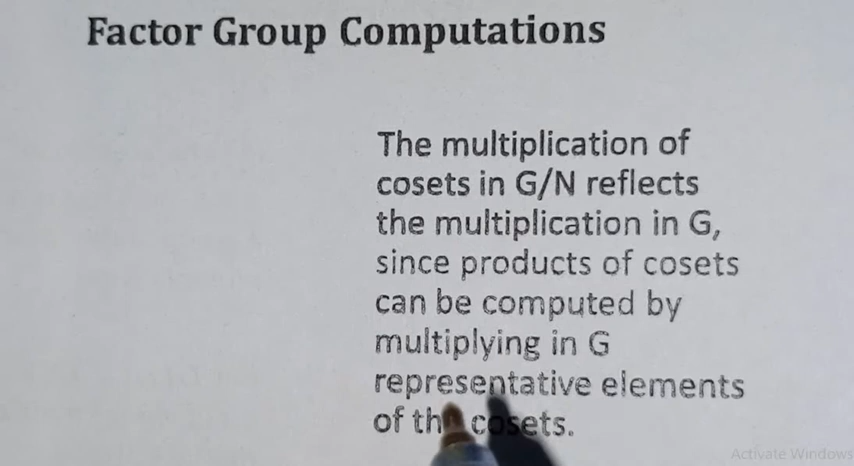 Factor Group Computations
The multiplication of
cosets in G/N reflects
the multiplication in G,
since products of cosets
can be computed by
multiplying in G
representative elements
of the cosets.
Activate Windows